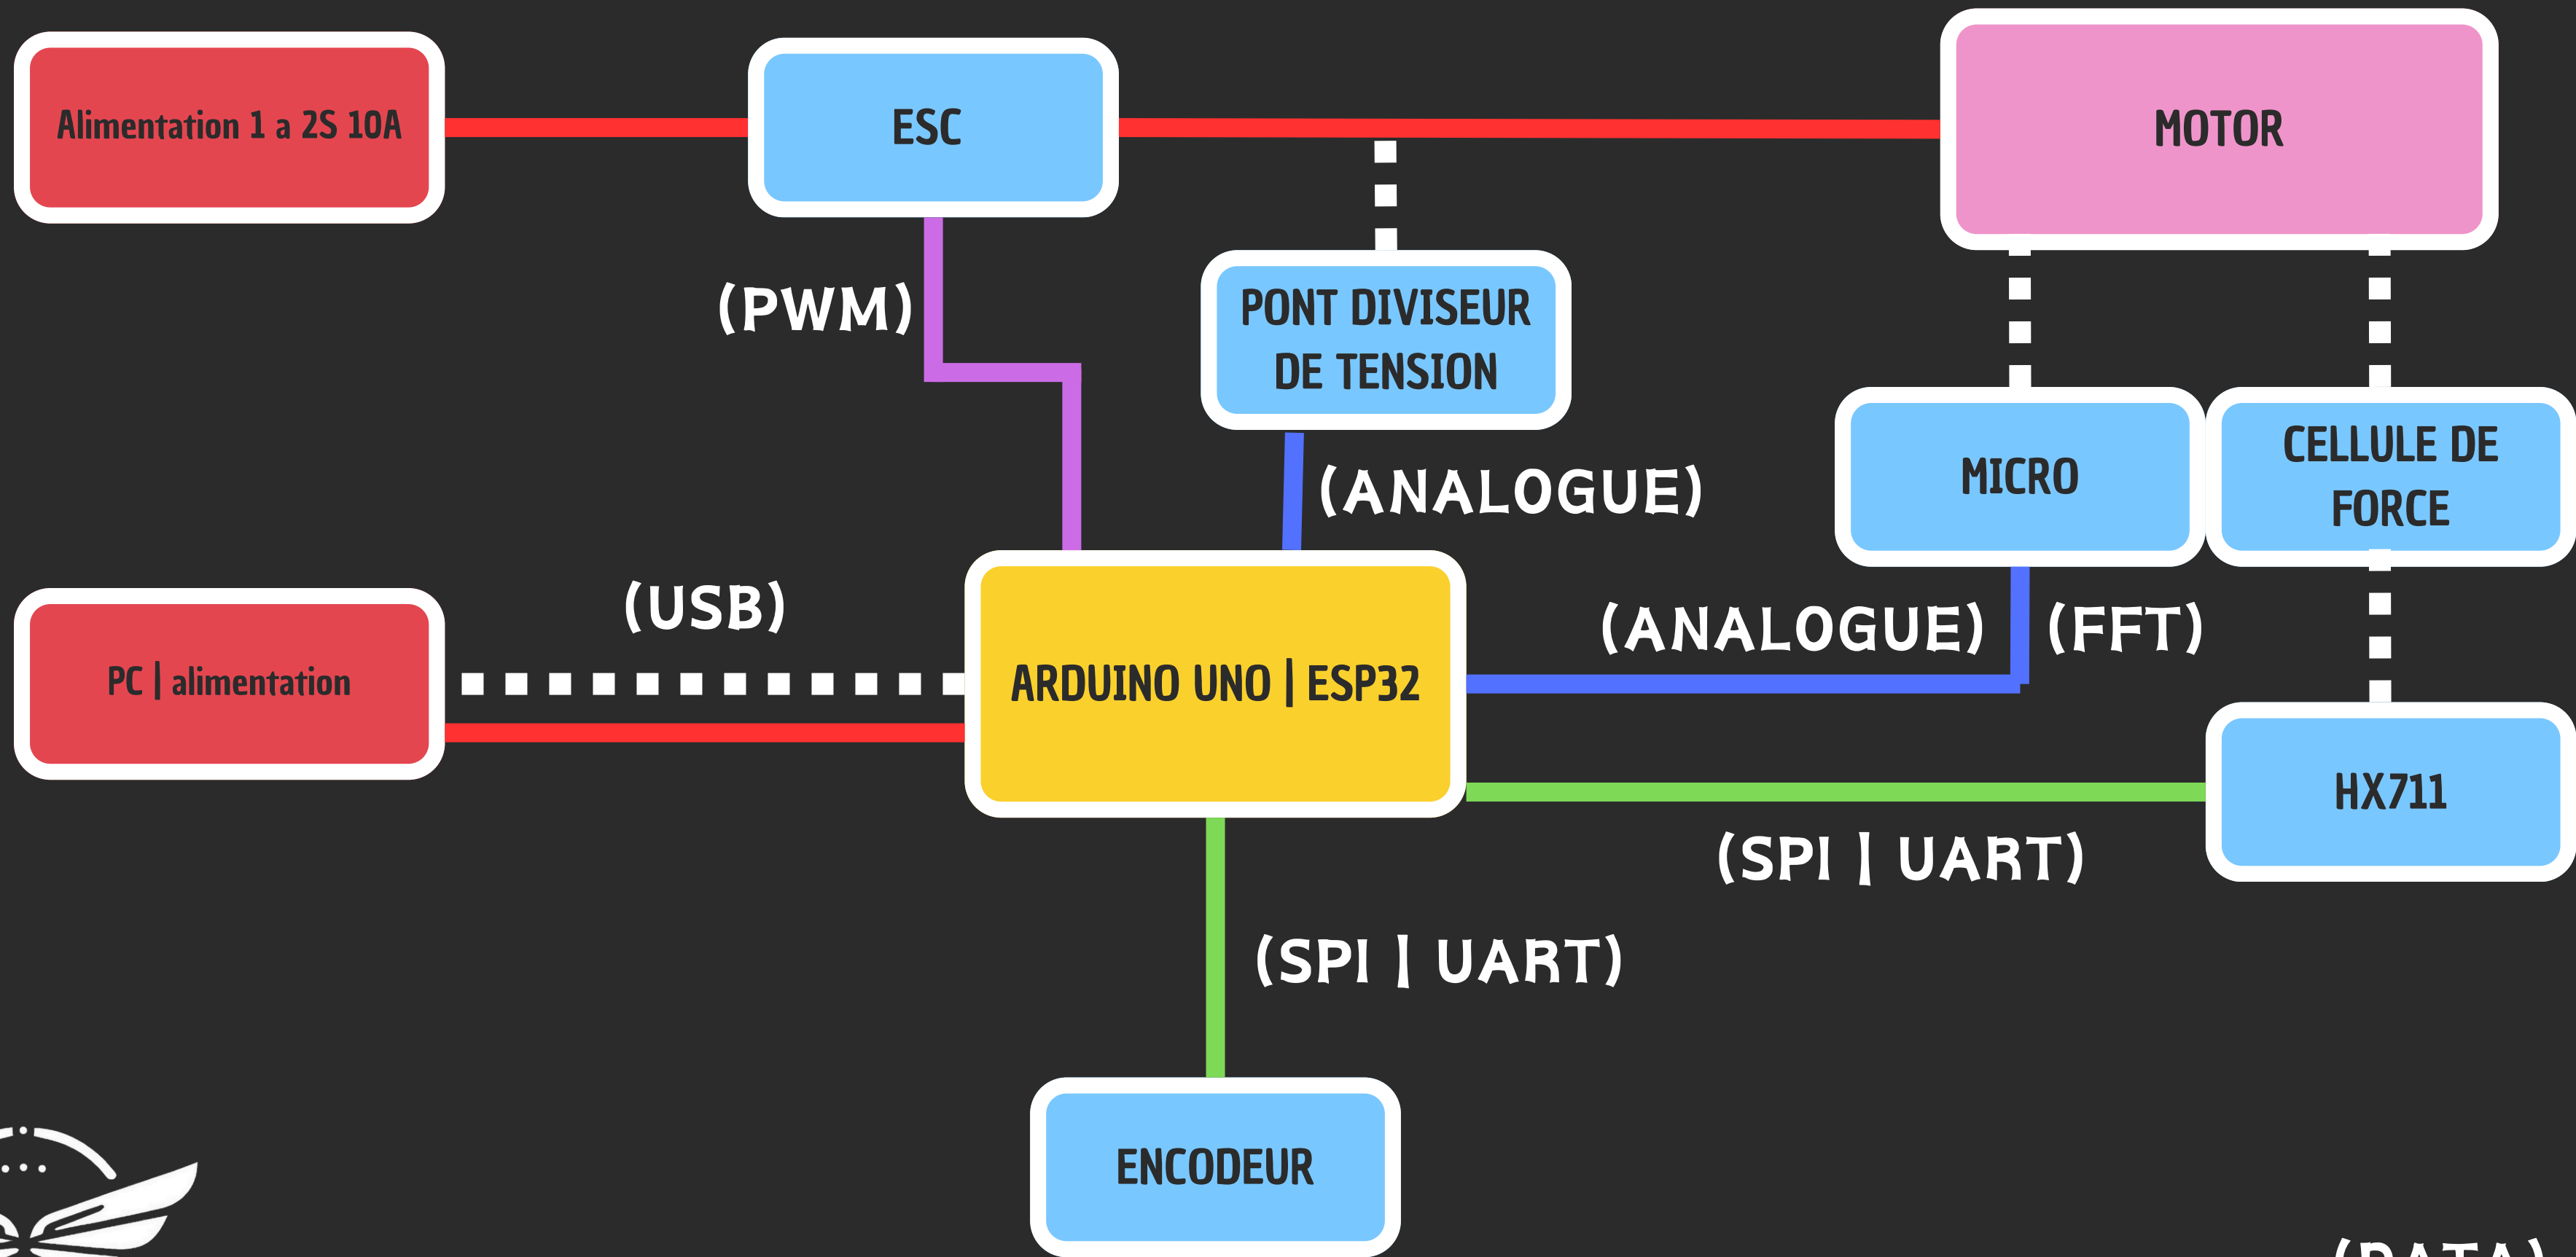 Alimentation 1 a 2S 10A
ESC
MOTOR
(PWM)
PONT DIVISEUR
DE TENSION
(ANALOGUE)
MICRO
CELLULE DE
FORCE
(USB)
PC | alimentation
ARDUINO UNO | ESP32
(ANALOGUE)
(FFT)
HX711
(SPI | UART)
(SPI | UART)
ENCODEUR
(DATA)